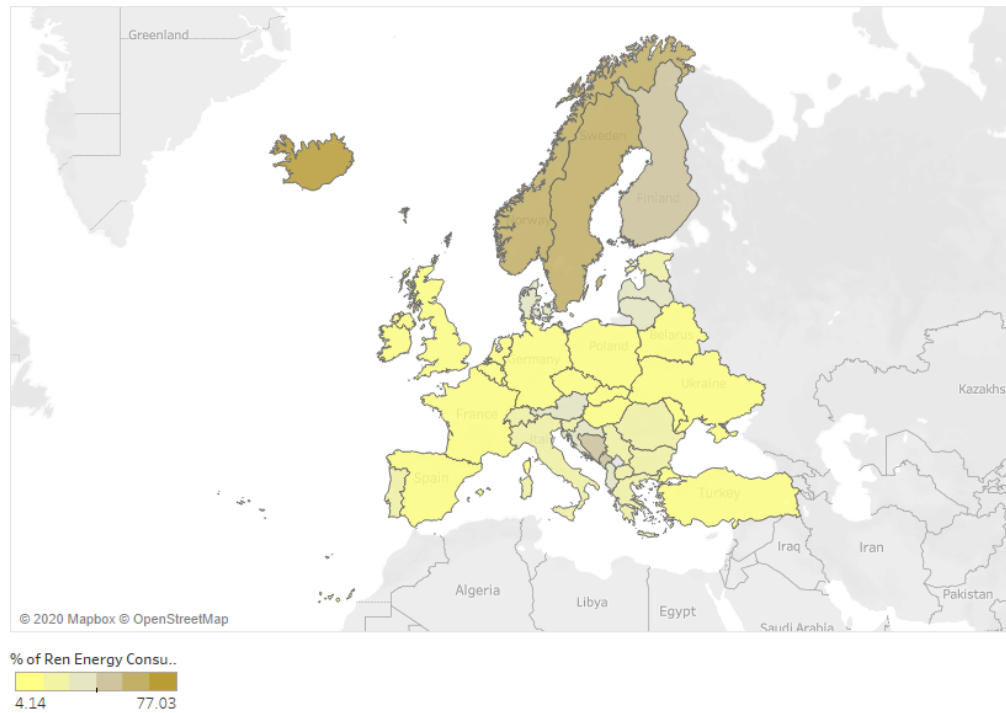 Greenland
Sweden
Norway
Finland
Belarus
Poland
Germany
Ukraine
Kazakhs
France
Spain
Turkey
Iraq
Iran
Algeria
Libya
Egypt
Pakistan
Saudi Arabia
© 2020 Mapbox © OpenStreetMap
% of Ren Energy Consu..
4.14 77.03